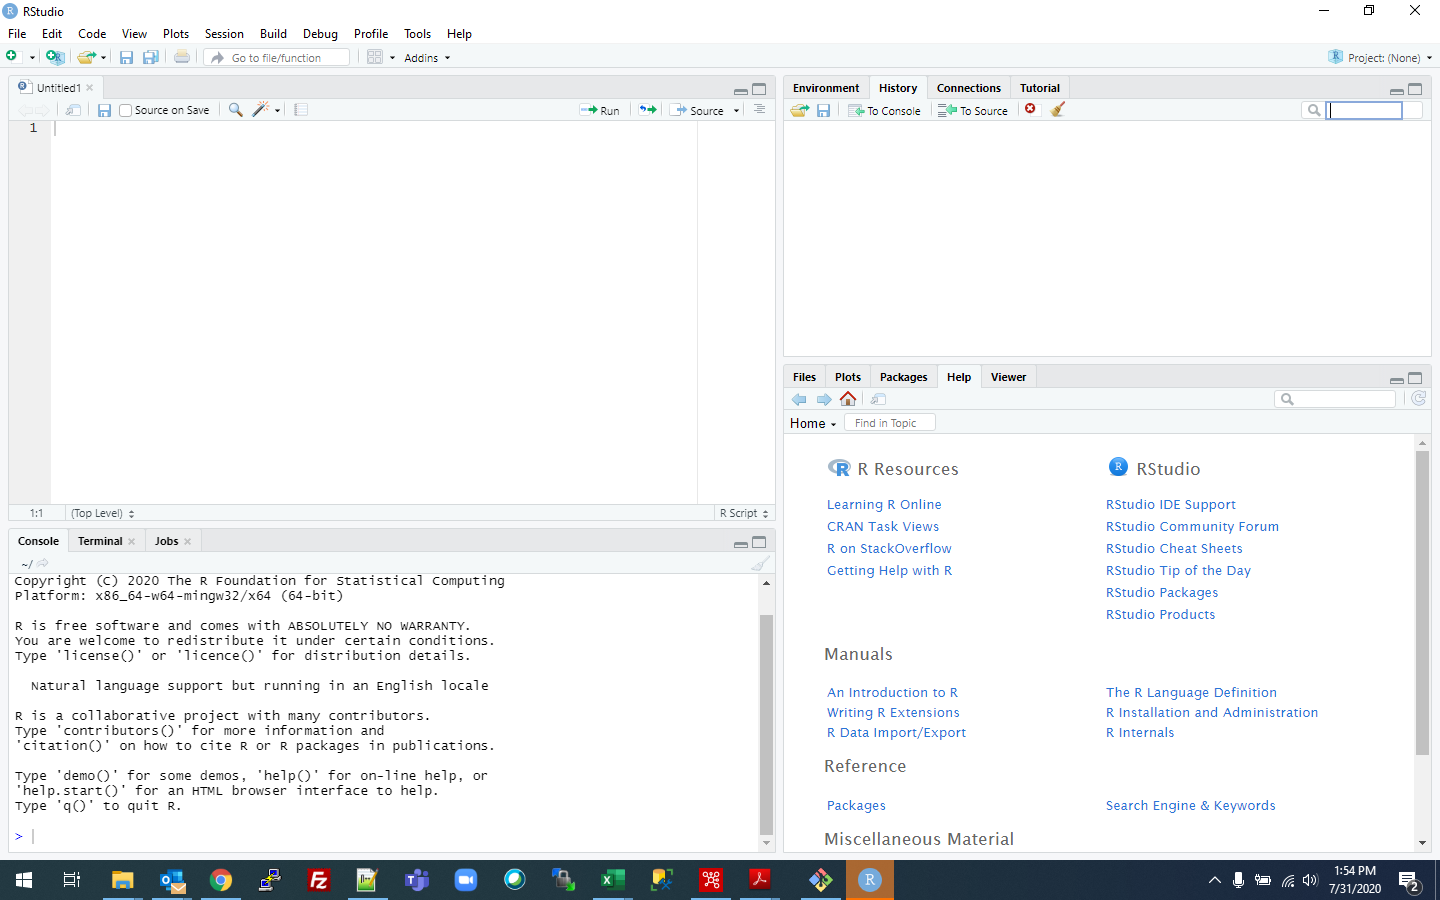 RStudio
File Edit Code View Plots Session Build Debug Profile Tools Help
Go to file/function Addins Project: (None)
Untitled1
Source on Save Run Source
1
1:1 (Top Level) R Script
Console Terminal Jobs
~/
Copyright (C) 2020 The R Foundation for Statistical Computing
Platform: x86_64-w64-mingw32/x64 (64-bit)
R is free software and comes with ABSOLUTELY NO WARRANTY.
You are welcome to redistribute it under certain conditions.
Type 'license()' or 'licence()' for distribution details.
Natural language support but running in an English locale
R is a collaborative project with many contributors.
Type 'contributors()' for more information and
'citation()' on how to cite R or R packages in publications.
Type 'demo()' for some demos, 'help()' for on-line help, or
'help.start()' for an HTML browser interface to help.
Type 'q()' to quit R.
>
Environment History Connections Tutorial
To Console To Source
Files Plots Packages Help Viewer
Home Find in Topic
R Resources
Learning R Online
CRAN Task Views
R on StackOverflow
Getting Help with R
RStudio
RStudio IDE Support
RStudio Community Forum
RStudio Cheat Sheets
RStudio Tip of the Day
RStudio Packages
RStudio Products
Manuals
An Introduction to R
Writing R Extensions
R Data Import/Export
The R Language Definition
R Installation and Administration
R Internals
Reference
Packages
Search Engine & Keywords
Miscellaneous Material
1:54 PM
7/31/2020
2